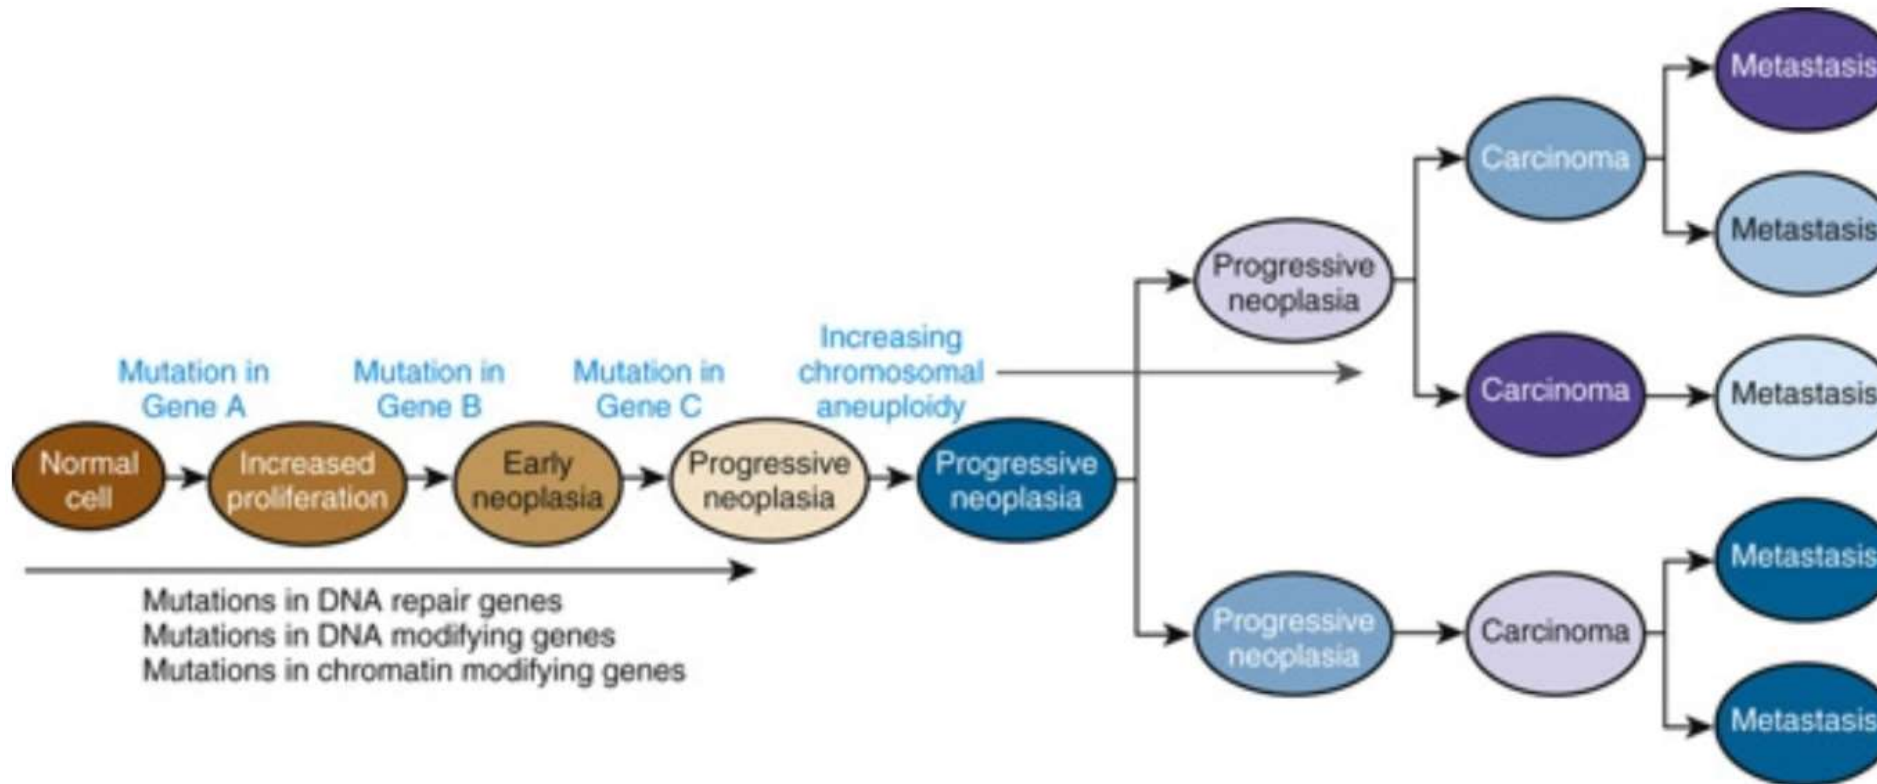 Mutation in
Gene A
Mutation in
Gene B
Mutation in
Gene C
Increasing
chromosomal
aneuploidy
Normal
cell
Increased
proliferation
Early
neoplasia
Progressive
neoplasia
Progressive
neoplasia
Mutations in DNA repair genes
Mutations in DNA modifying genes
Mutations in chromatin modifying genes
Progressive
neoplasia
Progressive
neoplasia
Carcinoma
Carcinoma
Carcinoma
Metastasis
Metastasis
Metastasis
Metastasis
Metastasis